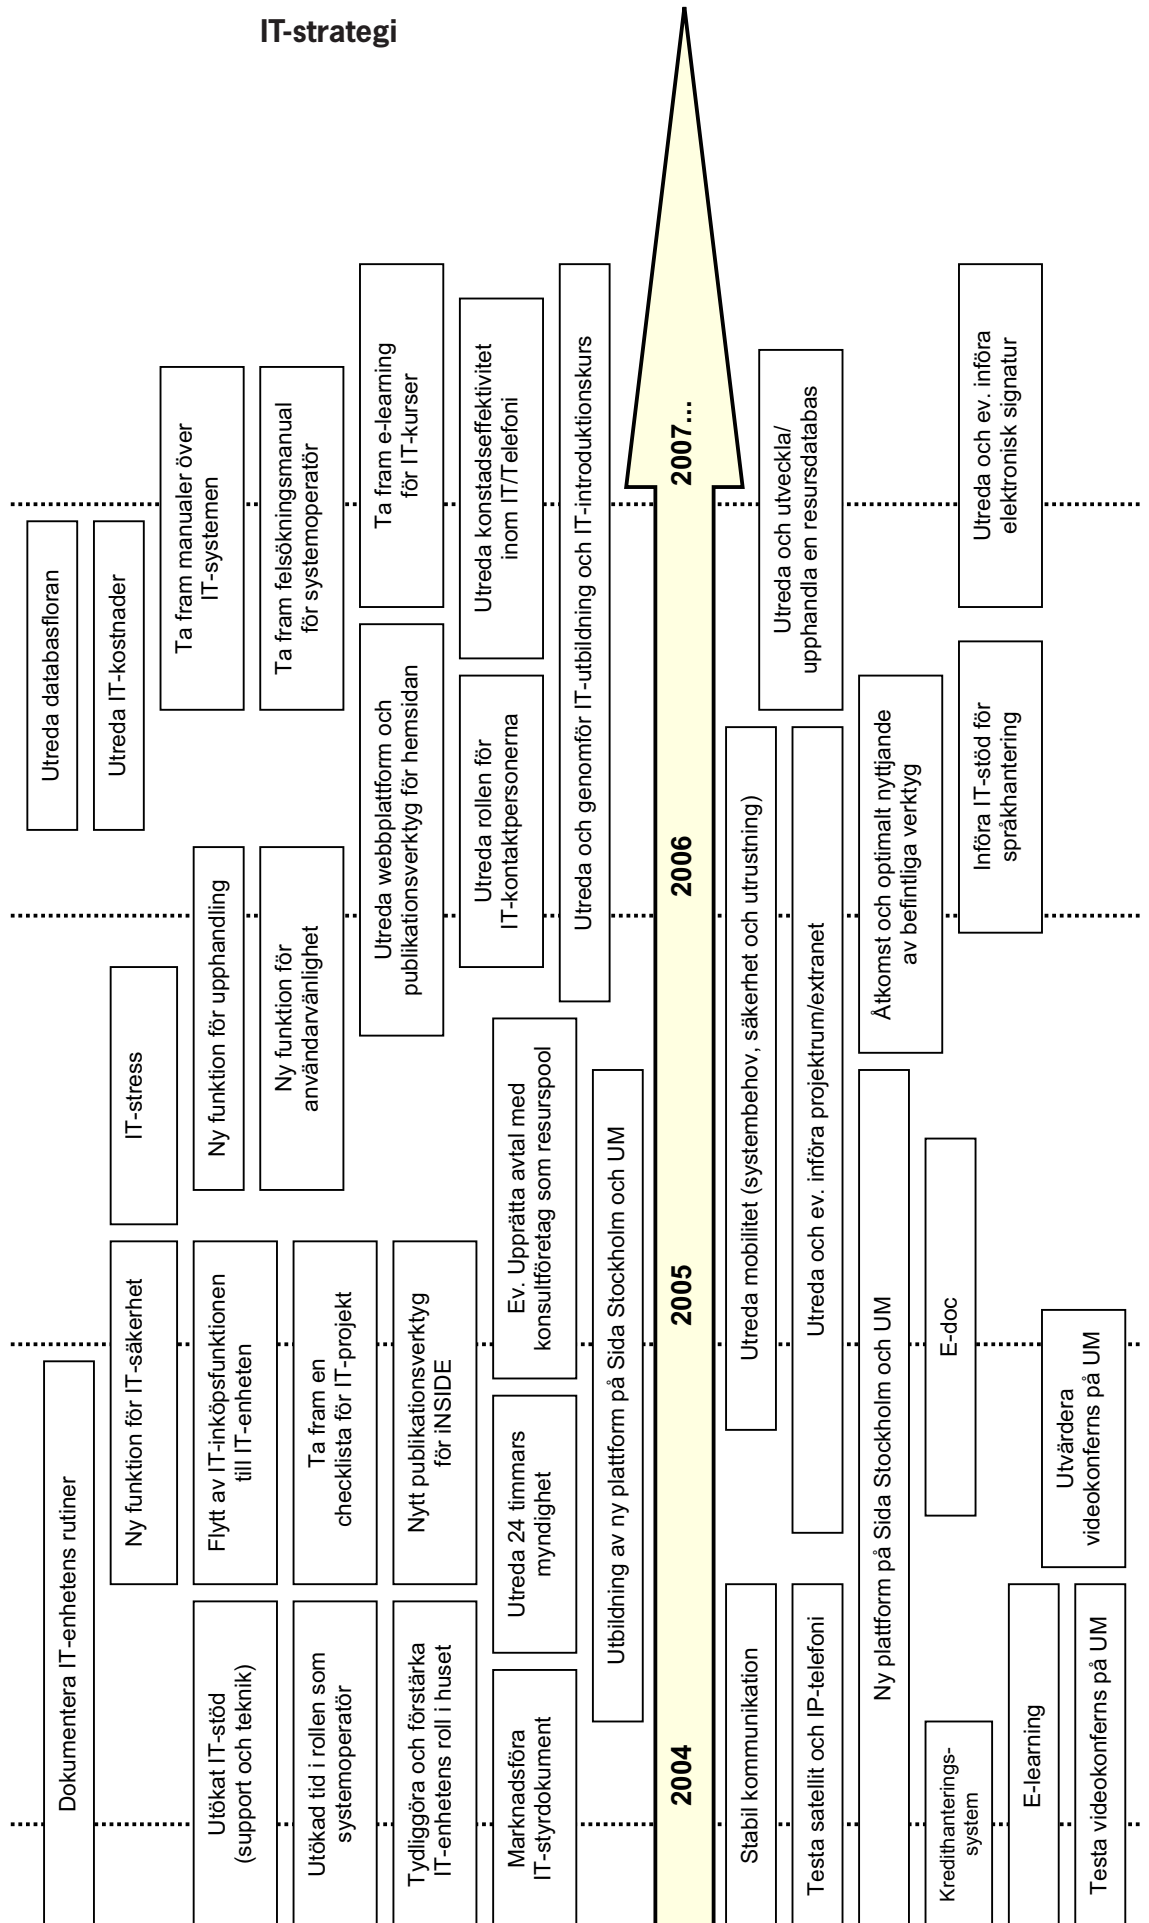 IT-strategi
Dokumentera IT-enhetens rutiner
Utreda databasfloran
Utreda IT-kostnader
Ny funktion för IT-säkerhet
IT-stress
Ta fram manualer över
IT-systemen
Utökat IT-stöd
(support och teknik)
Flytt av IT-inköpsfunktionen
till IT-enheten
Ny funktion för upphandling
Utökad tid i rollen som
systemoperatör
Ta fram en
checklista för IT-projekt
Ny funktion för
användarvänlighet
Ta fram felsökningsmanual
för systemoperatör
Tydliggöra och förstärka
IT-enhetens roll i huset
Nytt publikationsverktyg
för iNSIDE
Utreda webbplattform och
publikationsverktyg för hemsidan
Ta fram e-learning
för IT-kurser
Marknadsföra
IT-styrdokument
Utreda 24 timmars
myndighet
Ev. Upprätta avtal med
konsultföretag som resurspool
Utreda rollen för
IT-kontaktpersonerna
Utreda konstadseffektivitet
inom IT/Telefoni
Utbildning av ny plattform på Sida Stockholm och UM
Utreda och genomför IT-utbildning och IT-introduktionskurs
2004
2005
2006
2007...
Stabil kommunikation
Utreda mobilitet (systembehov, säkerhet och utrustning)
Utreda och utveckla/
upphandla en resursdatabas
Testa satellit och IP-telefoni
Utreda och ev. införa projektrum/extranet
Ny plattform på Sida Stockholm och UM
Åtkomst och optimalt nyttjande
av befintliga verktyg
Kredithanterings-
system
E-doc
Införa IT-stöd för
språkhantering
Utreda och ev. införa
elektronisk signatur
E-learning
Utvärdera
videokonferns på UM
Testa videokonferns på UM